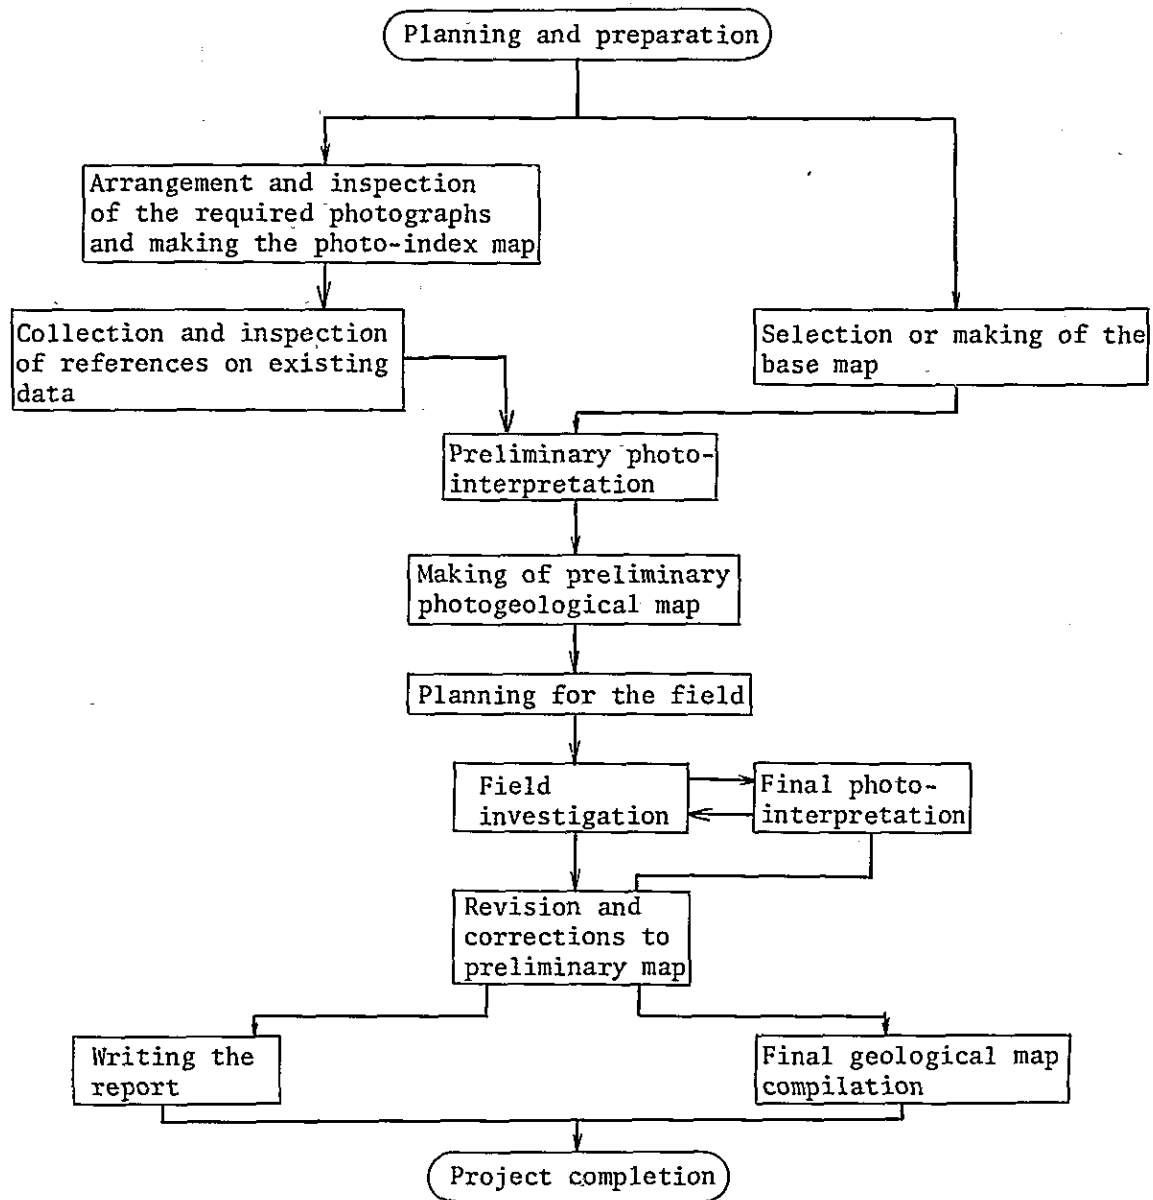 Planning and preparation
Arrangement and inspection
of the required photographs
and making the photo-index map
Collection and inspection
of references on existing
data
Selection or making of the
base map
Preliminary photo-
interpretation
Making of preliminary
photogeological map
Planning for the field
Field
investigation
Final photo-
interpretation
Revision and
corrections to
preliminary map
Writing the
report
Final geological map
compilation
Project completion